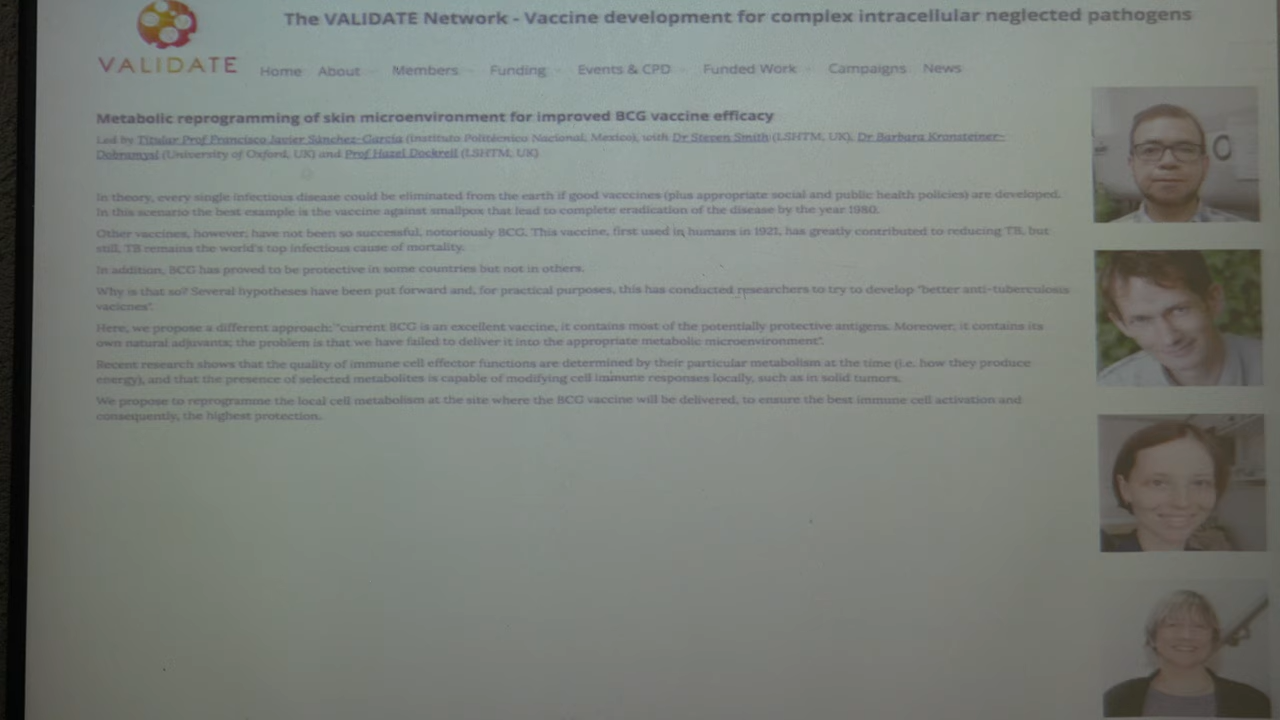 The VALIDATE Network - Vaccine development for complex intracellular neglected pathogens
VALIDATE
Home About Members Funding Events & CPD Funded Work Campaigns News
Metabolic reprogramming of skin microenvironment for improved BCG vaccine efficacy
Led by Titular Prof Francisco Javier Sánchez-García (Instituto Politécnico Nacional, Mexico), with Dr Steven Smith (LSHTM, UK), Dr Barbara Kronsteiner-
Dobramysl (University of Oxford, UK) and Prof Hazel Dockrell (LSHTM, UK)
In theory, every single infectious disease could be eliminated from the earth if good vacccines (plus appropriate social and public health policies) are developed.
In this scenario the best example is the vaccine against smallpox that lead to complete eradication of the disease by the year 1980.
Other vaccines, however, have not been so successful, notoriously BCG. This vaccine, first used in humans in 1921, has greatly contributed to reducing TB, but
still, TB remains the world's top infectious cause of mortality.
In addition, BCG has proved to be protective in some countries but not in others.
Why is that so? Several hypotheses have been put forward and, for practical purposes, this has conducted researchers to try to develop "better anti-tuberculosis
vacicnes".
Here, we propose a different approach: "current BCG is an excellent vaccine, it contains most of the potentially protective antigens. Moreover, it contains its
own natural adjuvants; the problem is that we have failed to deliver it into the appropriate metabolic microenvironment".
Recent research shows that the quality of immune cell effector functions are determined by their particular metabolism at the time (i.e. how they produce
energy), and that the presence of selected metabolites is capable of modifying cell immune responses locally, such as in solid tumors.
We propose to reprogramme the local cell metabolism at the site where the BCG vaccine will be delivered, to ensure the best immune cell activation and
consequently, the highest protection.